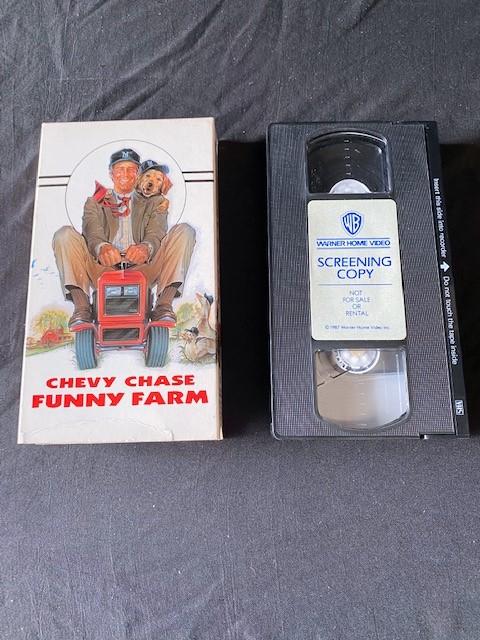 CHEVY CHASE
FUNNY FARM
WB
WARNER HOME VIDEO
SCREENING
COPY
NOT
FOR SALE
OR
RENTAL
© 1987 Warner Home Video Inc.
Insert this side into recorder Do not touch the tape inside
VHS